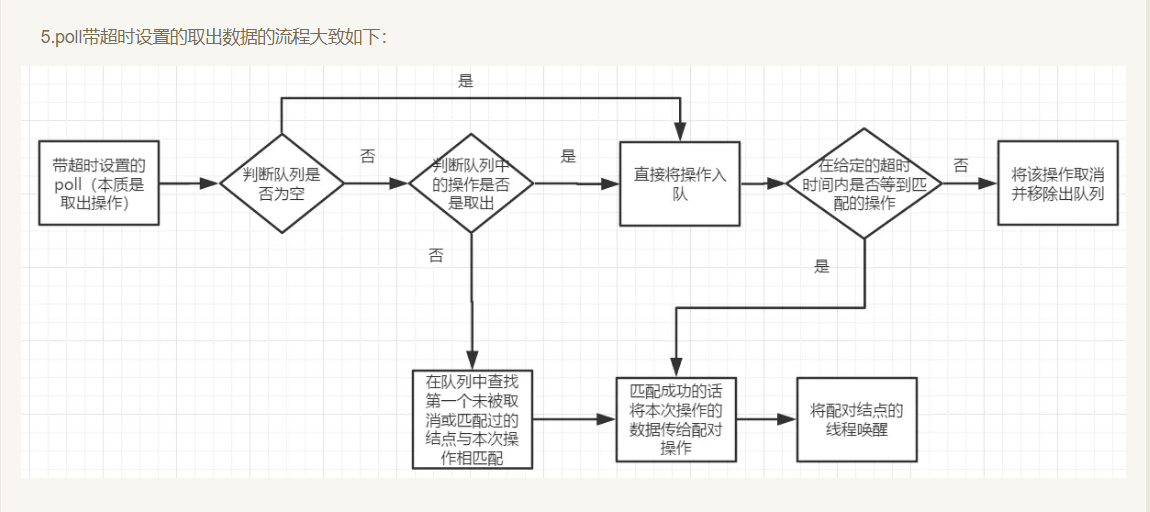 5.poll带超时设置的取出数据的流程大致如下：
是
带超时设置的
poll（本质是
取出操作）
判断队列是
否为空
否
判断队列中
的操作是否
是取出
是
直接将操作入
队
在给定的超时
时间内是否等到匹
配的操作
否
将该操作取消
并移除出队列
否
是
在队列中查找
第一个未被取
消或匹配过的
结点与本次操
作相匹配
匹配成功的话
将本次操作的
数据传给配对
操作
将配对结点的
线程唤醒